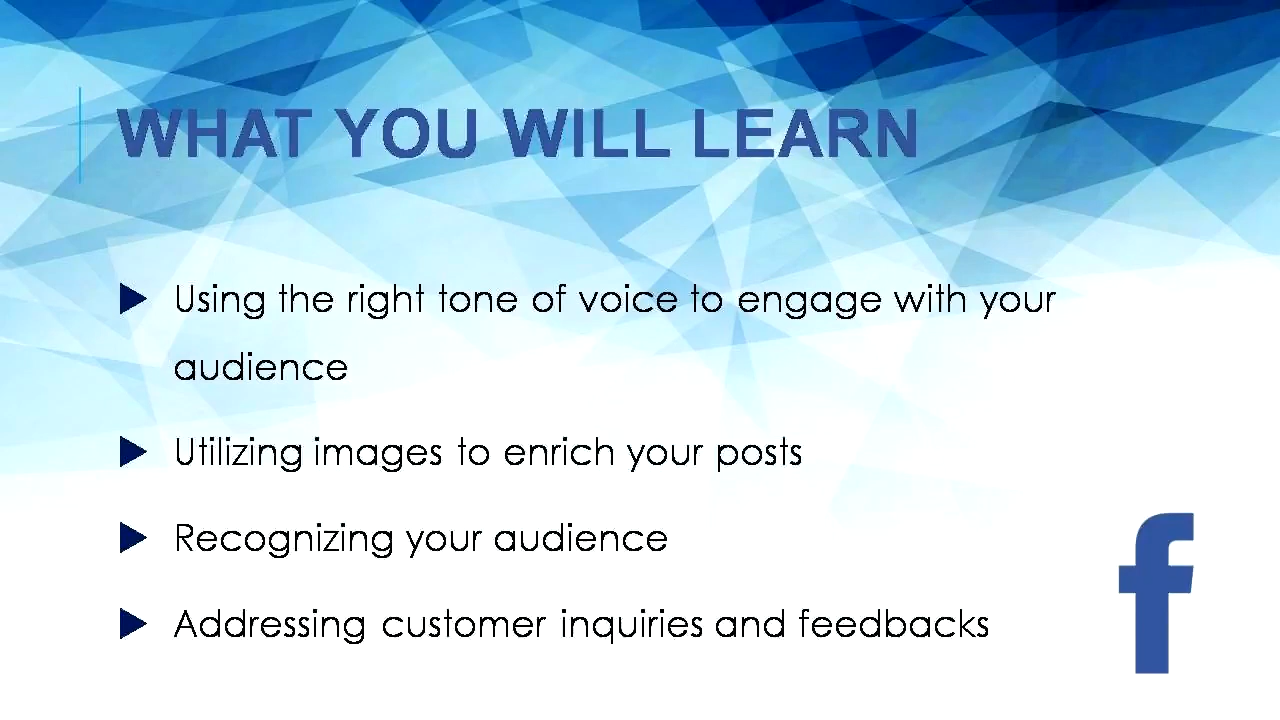 WHAT YOU WILL LEARN
Using the right tone of voice to engage with your
audience
Utilizing images to enrich your posts
Recognizing your audience
Addressing customer inquiries and feedbacks
f